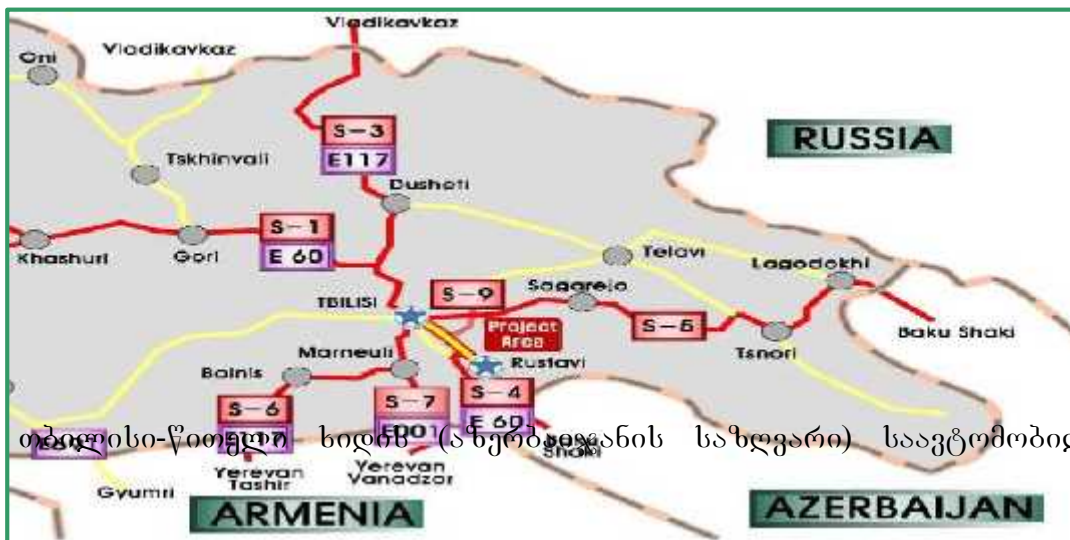 Vladikavkaz
Oni
Vladikavkaz
S-3
RUSSIA
E117
Tskhinvali
Dusheti
S-1
Telavi
Khashuri
Gori
E 60
Lagodekhi
TBILISI
S-9
Sagarejo
Project
Area
S-5
Baku Shaki
Marneuli
Tsnori
Rustavi
Bolnis
S-4
S-6
S-7
E 60
E001
თბილისი-წითელი ხიდის (აზერბაიჯანის საზღვარი)
Yerevan
Tashir
Yerevan
Vanadzor
Gyumri
ARMENIA
AZERBAIJAN